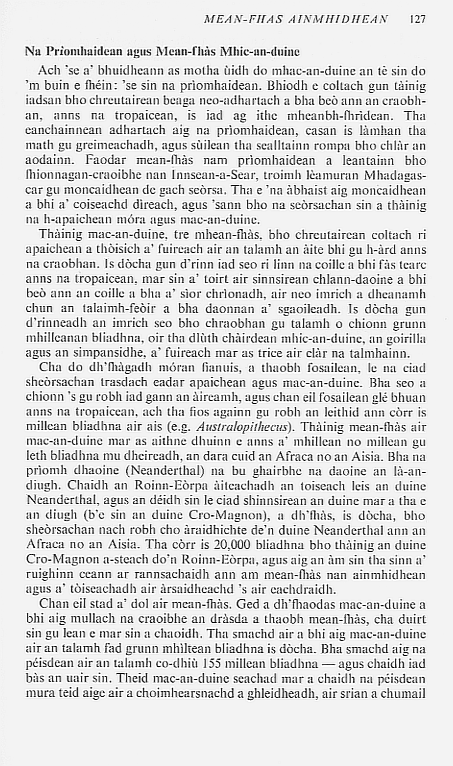 MEAN-FHAS AINMHIDHEAN 127
Na Prìomhaidean agus Mean-fhàs Mhic-an-duine
Ach 'se a' bhuidheann as motha ùidh do mhac-an-duine an tè sin do
'm buin e fhéin: 'se sin na prìomhaidean. Bhiodh e coltach gun tàinig
iadsan bho chreutairean beaga neo-adhartach a bha beò ann an craobh-
an, anns na tropaicean, is iad ag ithe mheanbh-fhrìdean. Tha
eanchainnean adhartach aig na prìomhaidean, casan is làmhan tha
math gu greimeachadh, agus sùilean tha sealltainn rompa bho chlàr an
aodainn. Faodar mean-fhàs nam prìomhaidean a leantainn bho
fhionnagan-craoibhe nan Innsean-a-Sear, troimh lèamuran Mhadagas-
car gu moncaidhean de gach seòrsa. Tha e 'na àbhaist aig moncaidhean
a bhi a' coiseachd dìreach, agus 'sann bho na seòrsachan sin a thàinig
na h-apaichean móra agus mac-an-duine.
Thàinig mac-an-duine, tre mhean-fhàs, bho chreutairean coltach ri
apaichean a thòisich a' fuireach air an talamh an àite bhi gu h-àrd anns
na craobhan. Is dòcha gun d'rinn iad seo ri linn na coille a bhi fàs tearc
anns na tropaicean, mar sin a' toirt air sinnsirean chlann-daoine a bhi
beò ann an coille a bha a' sìor chrìonadh, air neo imrich a dheanamh
chun an talaimh-feòir a bha daonnan a' sgaoileadh. Is dòcha gun
d'rinneadh an imrich seo bho chraobhan gu talamh o chionn grunn
mhilleanan bliadhna, oir tha dlùth chàirdean mhic-an-duine, an goirilla
agus an simpansidhe, a' fuireach mar as trice air clàr na talmhainn.
Cha do dh'fhàgadh móran fianuis, a thaobh fosailean, le na ciad
sheòrsachan trasdach eadar apaichean agus mac-an-duine. Bha seo a
chionn 's gu robh iad gann an àireamh, agus chan eil fosailean glé bhuan
anns na tropaicean, ach tha fios againn gu robh an leithid ann còrr is
millean bliadhna air ais (e.g. Australopithecus). Thàinig mean-fhàs air
mac-an-duine mar as aithne dhuinn e anns a' mhillean no millean gu
leth bliadhna mu dheireadh, an dara cuid an Afraca no an Aisia. Bha na
prìomh dhaoine (Neanderthal) na bu ghairbhe na daoine an là-an-
diugh. Chaidh an Roinn-Eòrpa àiteachadh an toiseach leis an duine
Neanderthal, agus an déidh sin le ciad shinnsirean an duine mar a tha e
an diugh (b'e sin an duine Cro-Magnon), a dh'fhàs, is dòcha, bho
sheòrsachan nach robh cho àraidhichte de'n duine Neanderthal ann an
Afraca no an Aisia. Tha còrr is 20,000 bliadhna bho thàinig an duine
Cro-Magnon a-steach do'n Roinn-Eòrpa, agus aig an àm sin tha sinn a'
ruighinn ceann ar rannsachaidh ann am mean-fhàs nan ainmhidhean
agus a' tòiseachadh air àrsaidheachd 's air eachdraidh.
Chan eil stad a' dol air mean-fhàs. Ged a dh'fhaodas mac-an-duine a
bhi aig mullach na craoibhe an dràsda a thaobh mean-fhàs, cha duirt
sin gu lean e mar sin a chaoidh. Tha smachd air a bhi aig mac-an-duine
air an talamh fad grunn mhìltean bliadhna is dòcha. Bha smachd aig na
péisdean air an talamh co-dhiù 155 millean bliadhna — agus chaidh iad
bàs an uair sin. Theid mac-an-duine seachad mar a chaidh na péisdean
mura teid aige air a choimhearsnachd a ghleidheadh, air srian a chumail